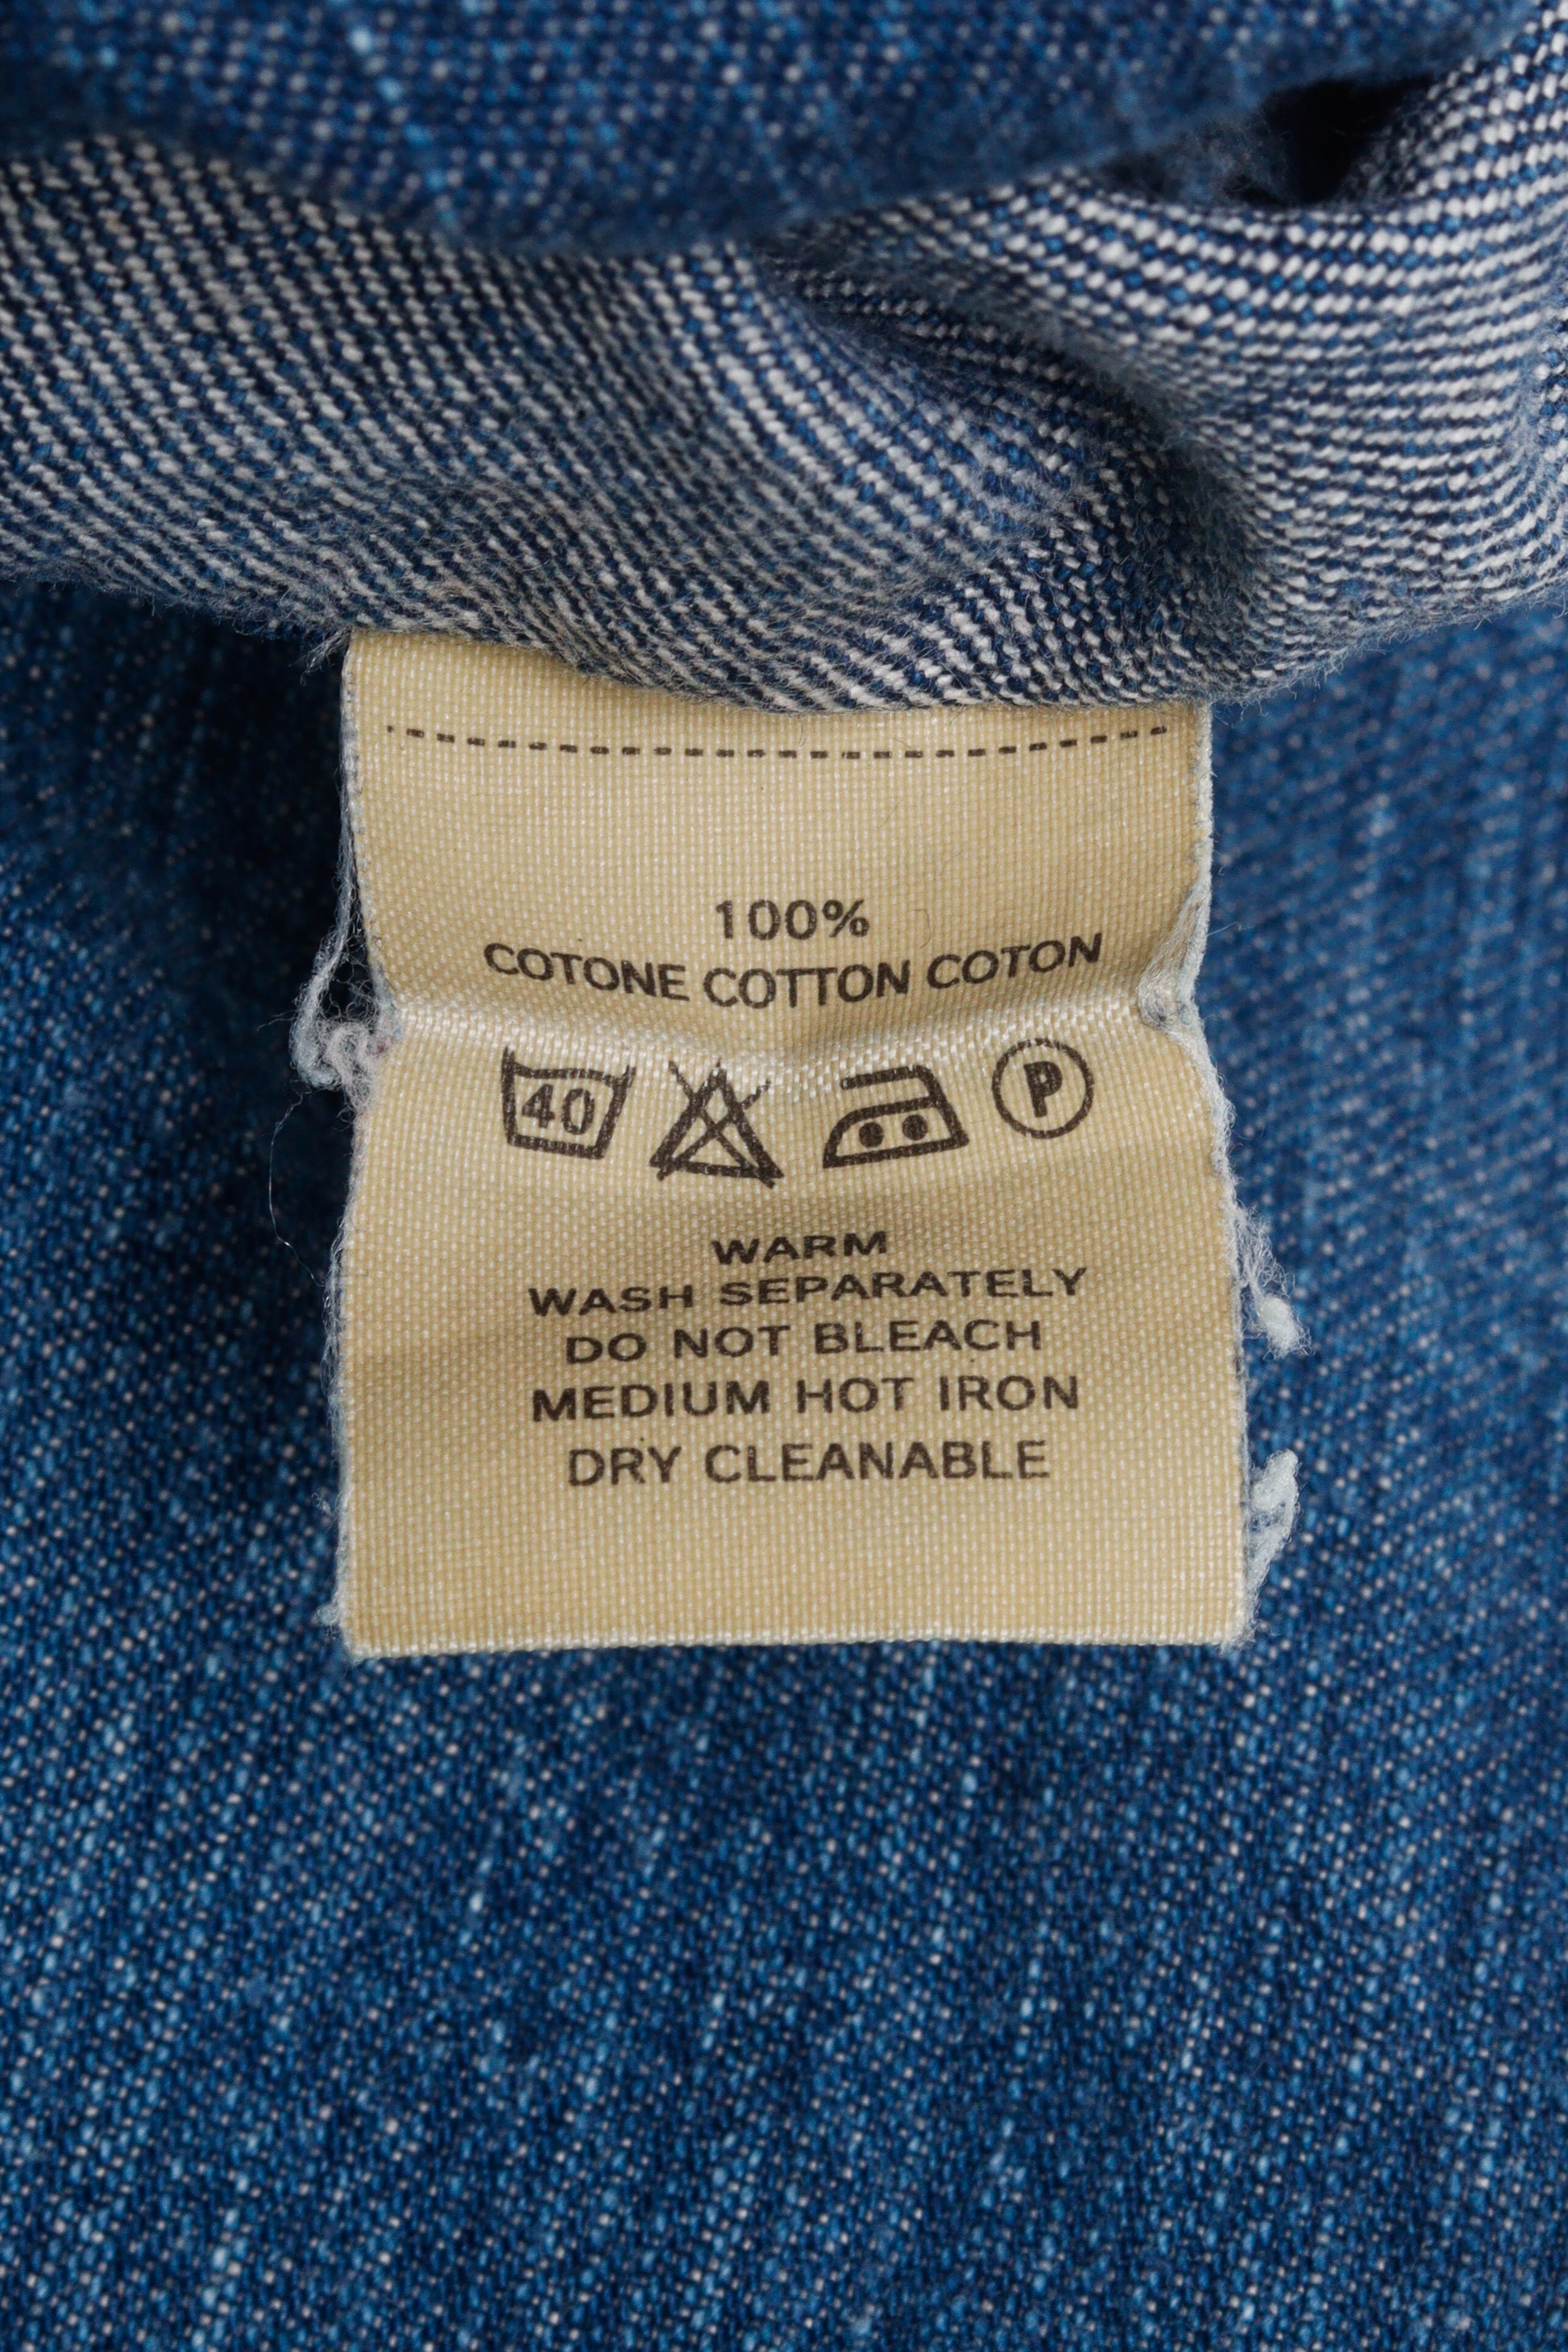 100%
COTONE COTTON COTON
40 P
WARM
WASH SEPARATELY
DO NOT BLEACH
MEDIUM HOT IRON
DRY CLEANABLE